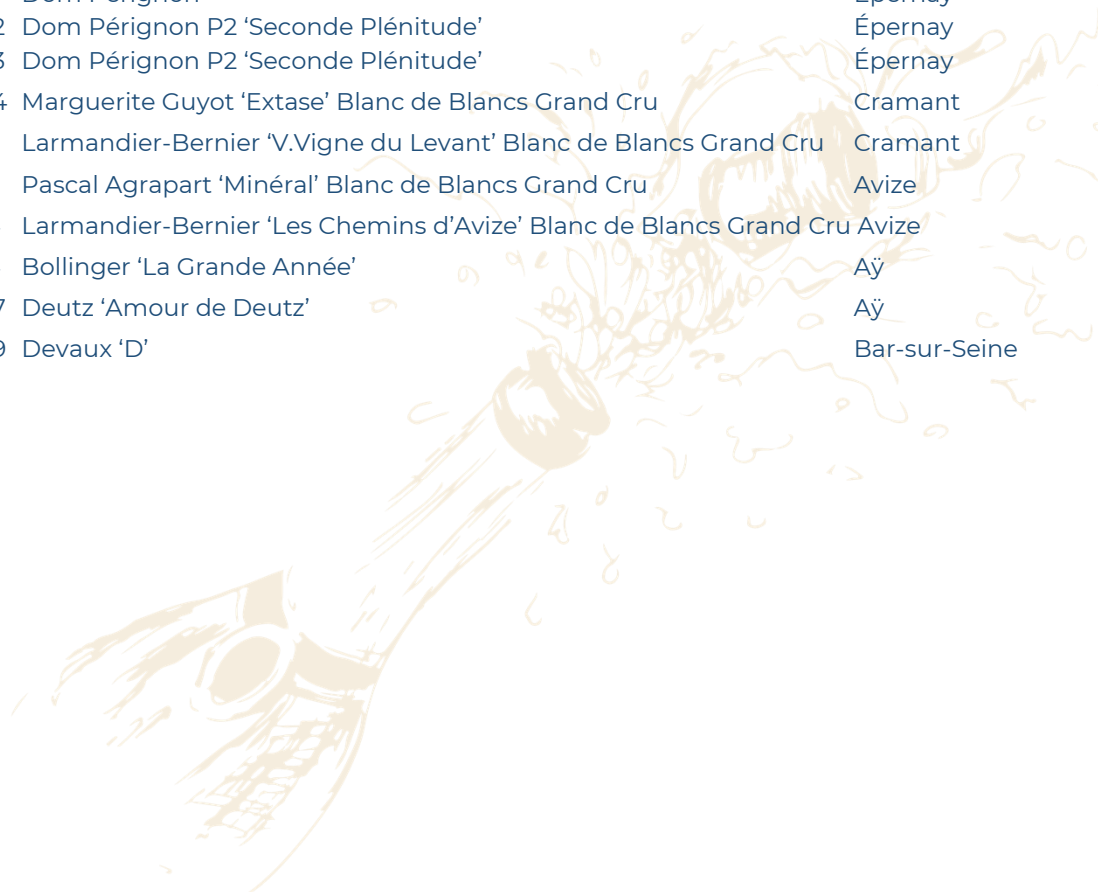 Dom Pérignon Épernay
2 Dom Pérignon P2 ‘Seconde Plénitude’ Épernay
3 Dom Pérignon P2 ‘Seconde Plénitude’ Épernay
4 Marguerite Guyot ‘Extase’ Blanc de Blancs Grand Cru Cramant
Larmandier-Bernier ‘V.Vigne du Levant’ Blanc de Blancs Grand Cru Cramant
Pascal Agrapart ‘Minéral’ Blanc de Blancs Grand Cru Avize
Larmandier-Bernier ‘Les Chemins d’Avize’ Blanc de Blancs Grand Cru Avize
Bollinger ‘La Grande Année’ Aÿ
7 Deutz ‘Amour de Deutz’ Aÿ
9 Devaux ‘D’ Bar-sur-Seine